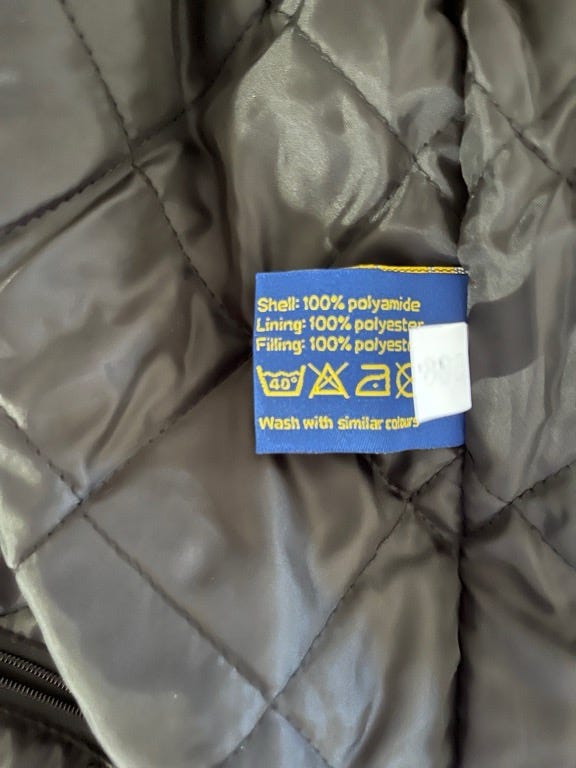 Shell: 100% polyamide
Lining: 100% polyester
Filling: 100% polyester
40°
Wash with similar colours